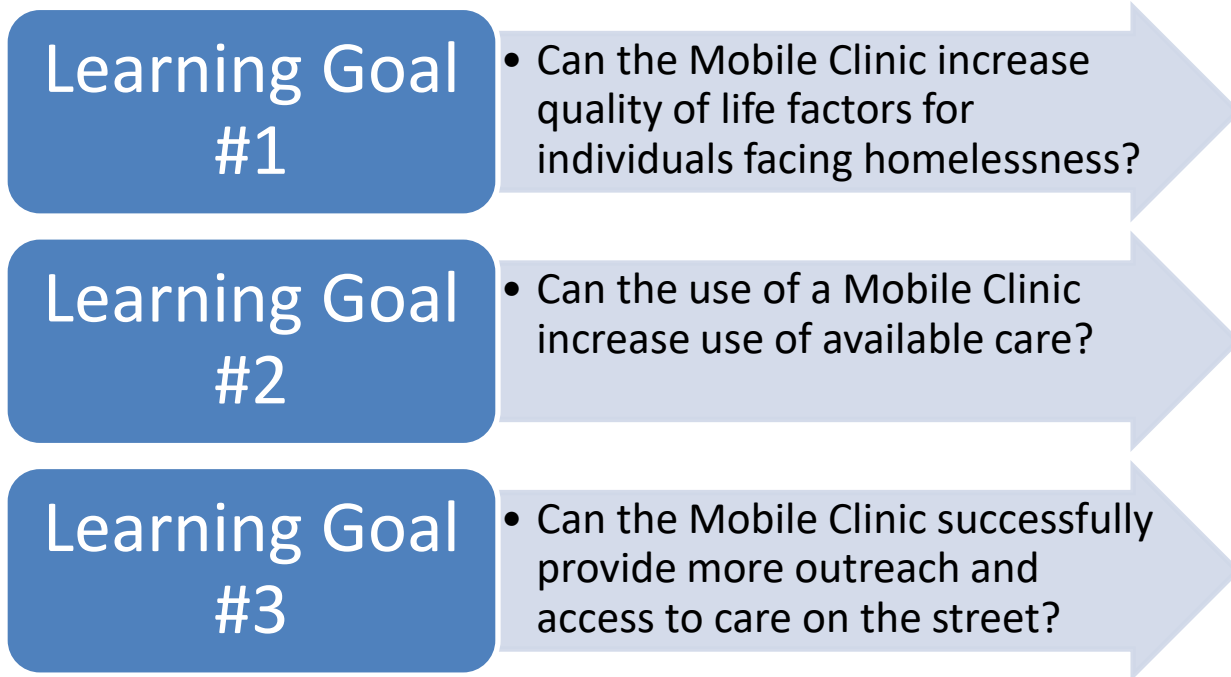 Learning Goal
#1
• Can the Mobile Clinic increase
quality of life factors for
individuals facing homelessness?
Learning Goal
#2
• Can the use of a Mobile Clinic
increase use of available care?
Learning Goal
#3
• Can the Mobile Clinic successfully
provide more outreach and
access to care on the street?